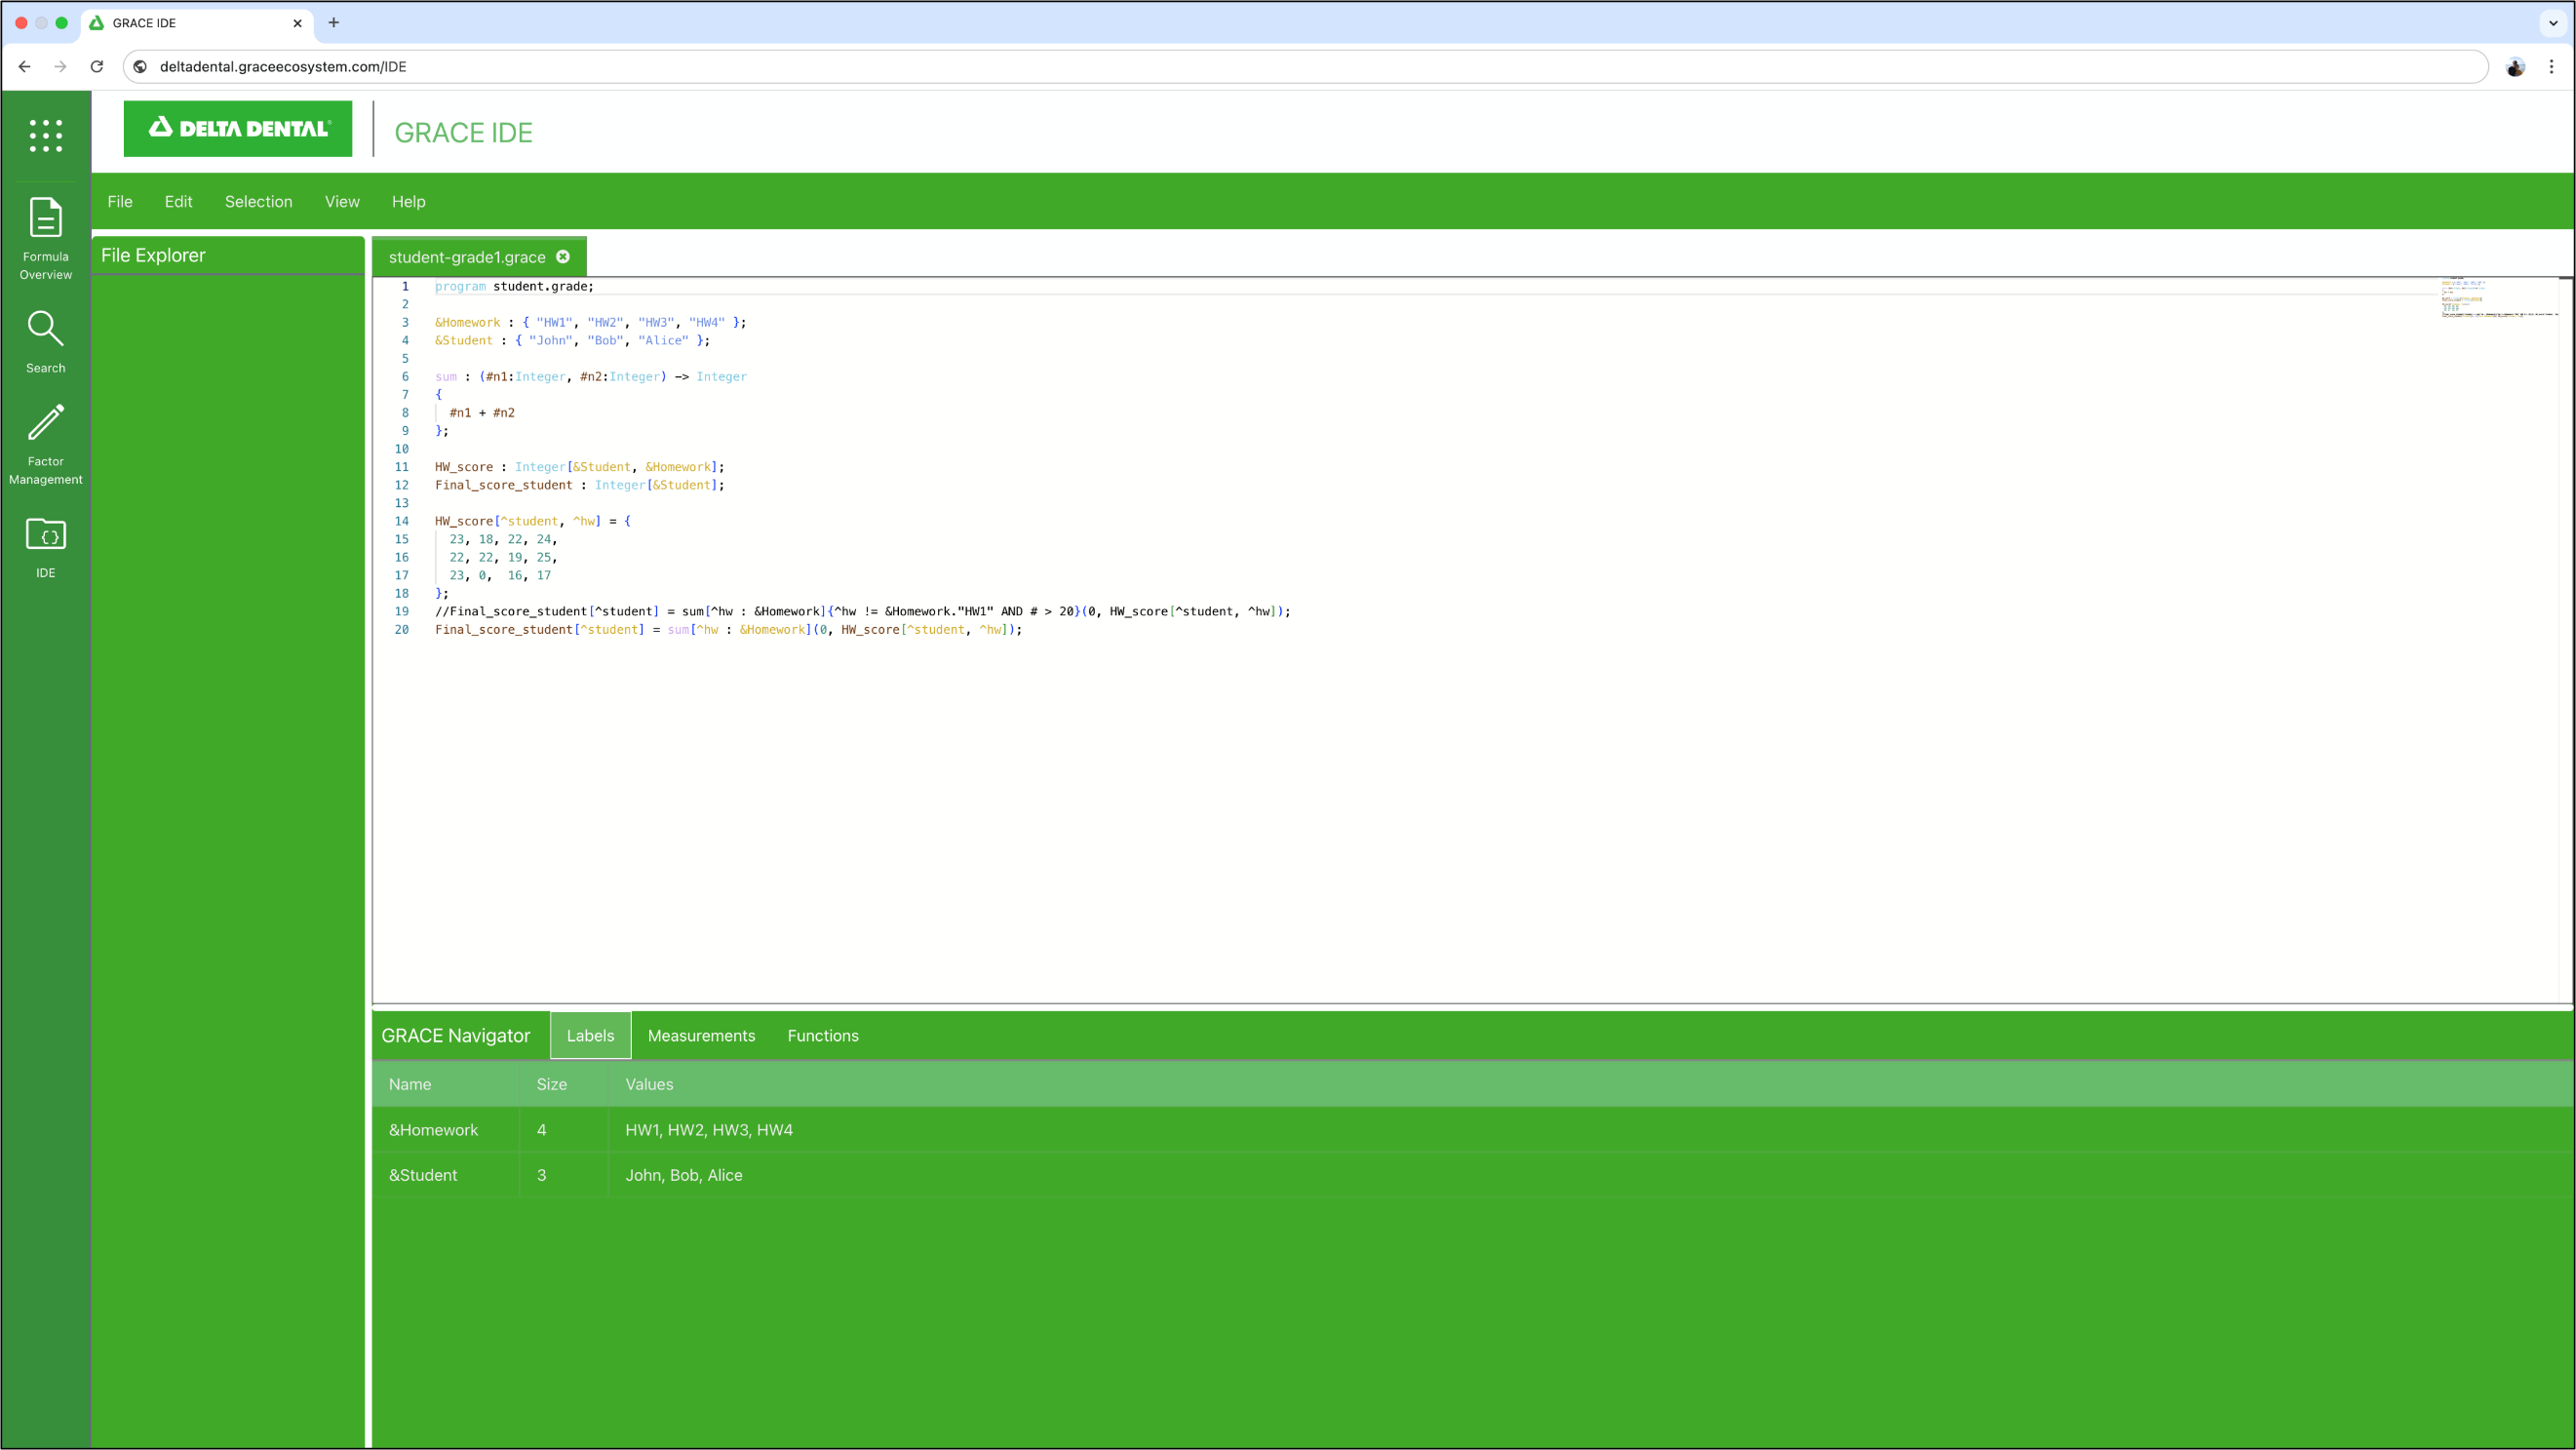 GRACE IDE
deltadental.graceecosystem.com/IDE
DELTA DENTAL®
GRACE IDE
File Edit Selection View Help
Formula
Overview
Search
Factor
Management
IDE
File Explorer
student-grade1.grace
1 program student.grade;
2
3 &Homework : { "HW1", "HW2", "HW3", "HW4" };
4 &Student : { "John", "Bob", "Alice" };
5
6 sum : (#n1:Integer, #n2:Integer) -> Integer
7 {
8 #n1 + #n2
9 };
10
11 HW_score : Integer[&Student, &Homework];
12 Final_score_student : Integer[&Student];
13
14 HW_score[^student, ^hw] = {
15 23, 18, 22, 24,
16 22, 22, 19, 25,
17 23, 0, 16, 17
18 };
19 //Final_score_student[^student] = sum[^hw : &Homework]{^hw != &Homework."HW1" AND # > 20}(0, HW_score[^student, ^hw]);
20 Final_score_student[^student] = sum[^hw : &Homework](0, HW_score[^student, ^hw]);
GRACE Navigator Labels Measurements Functions
Name Size Values
&Homework 4 HW1, HW2, HW3, HW4
&Student 3 John, Bob, Alice